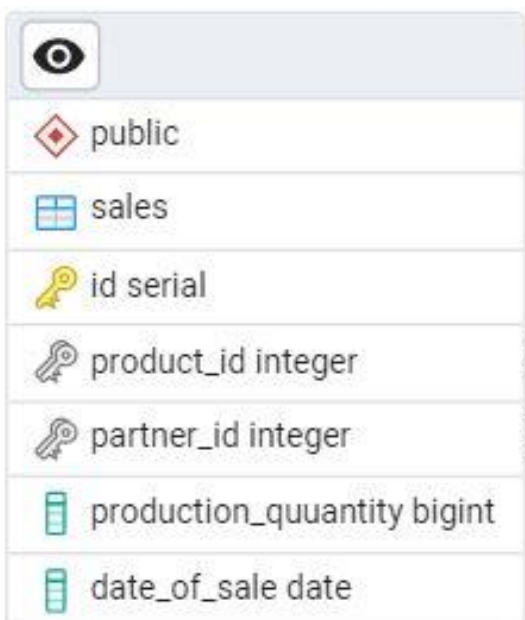 public
sales
id serial
product_id integer
partner_id integer
production_quuantity bigint
date_of_sale date